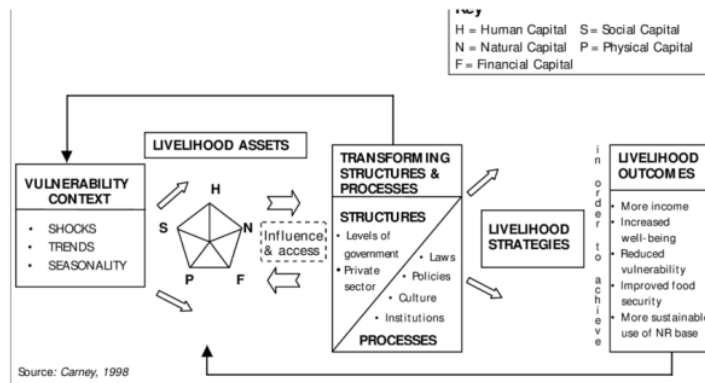 Key
H = Human Capital S = Social Capital
N = Natural Capital P = Physical Capital
F = Financial Capital
LIVELIHOOD ASSETS
VULNERABILITY
CONTEXT
• SHOCKS
• TRENDS
• SEASONALITY
H
S
N
P
F
Influence
& access
TRANSFORMING
STRUCTURES &
PROCESSES
STRUCTURES
• Levels of
government
• Private
sector
• Laws
• Policies
• Culture
• Institutions
PROCESSES
LIVELIHOOD
STRATEGIES
in order to achieve
LIVELIHOOD
OUTCOMES
• More income
• Increased
well-being
• Reduced
vulnerability
• Improved food
security
• More sustainable
use of NR base
Source: Carney, 1998